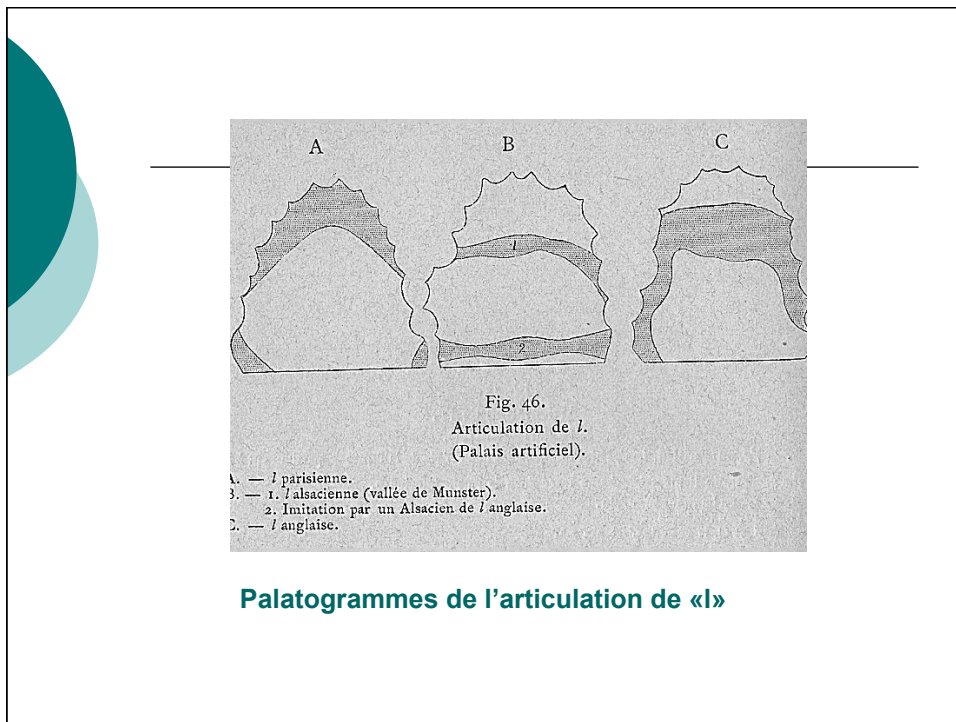 A B C
1
2
Fig. 46.
Articulation de l.
(Palais artificiel).
A. — l parisienne.
B. — 1. l alsacienne (vallée de Munster).
2. Imitation par un Alsacien de l anglaise.
C. — l anglaise.
Palatogrammes de l’articulation de «l»